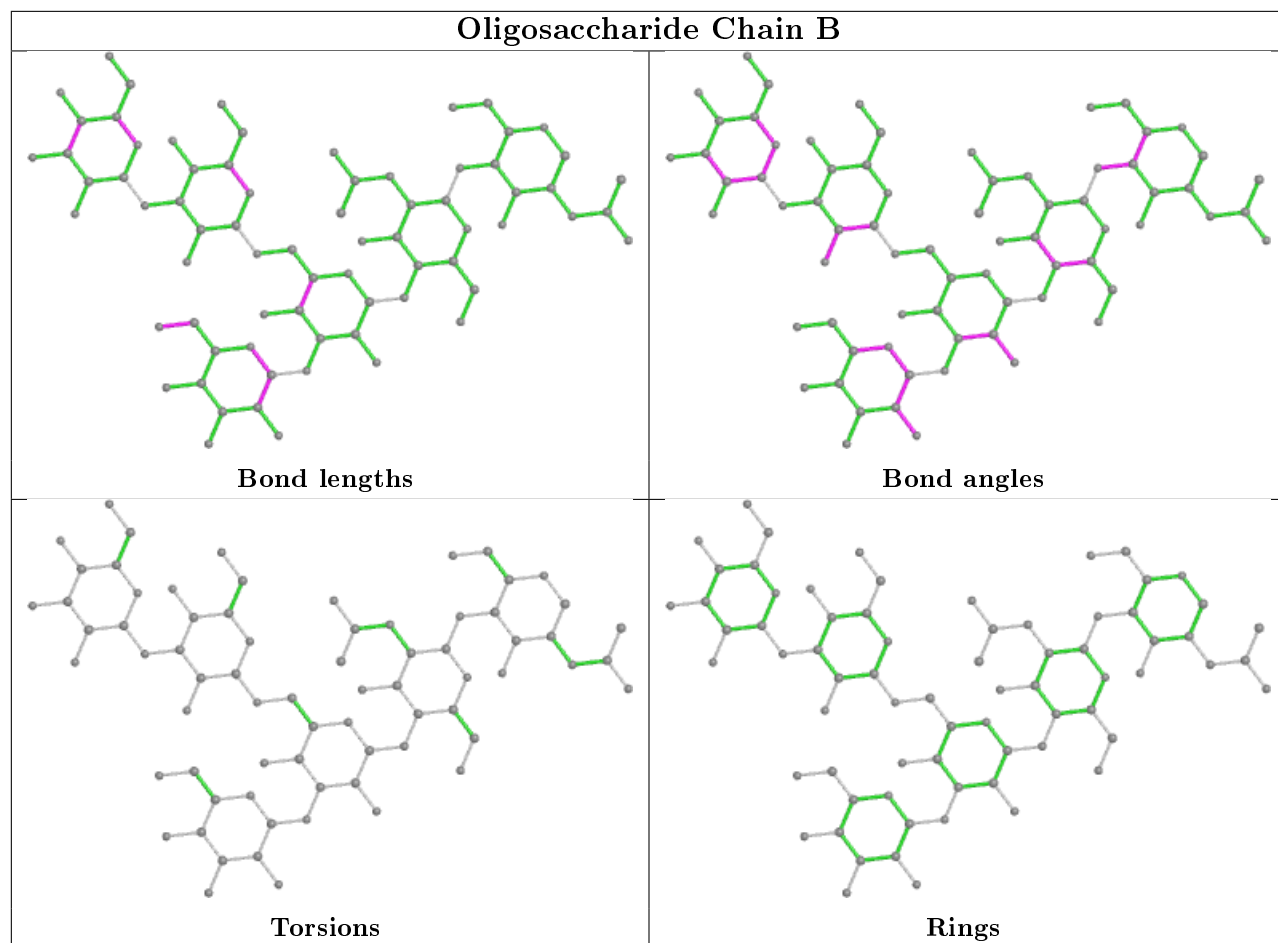 Oligosaccharide Chain B
Bond lengths
Bond angles
Torsions
Rings